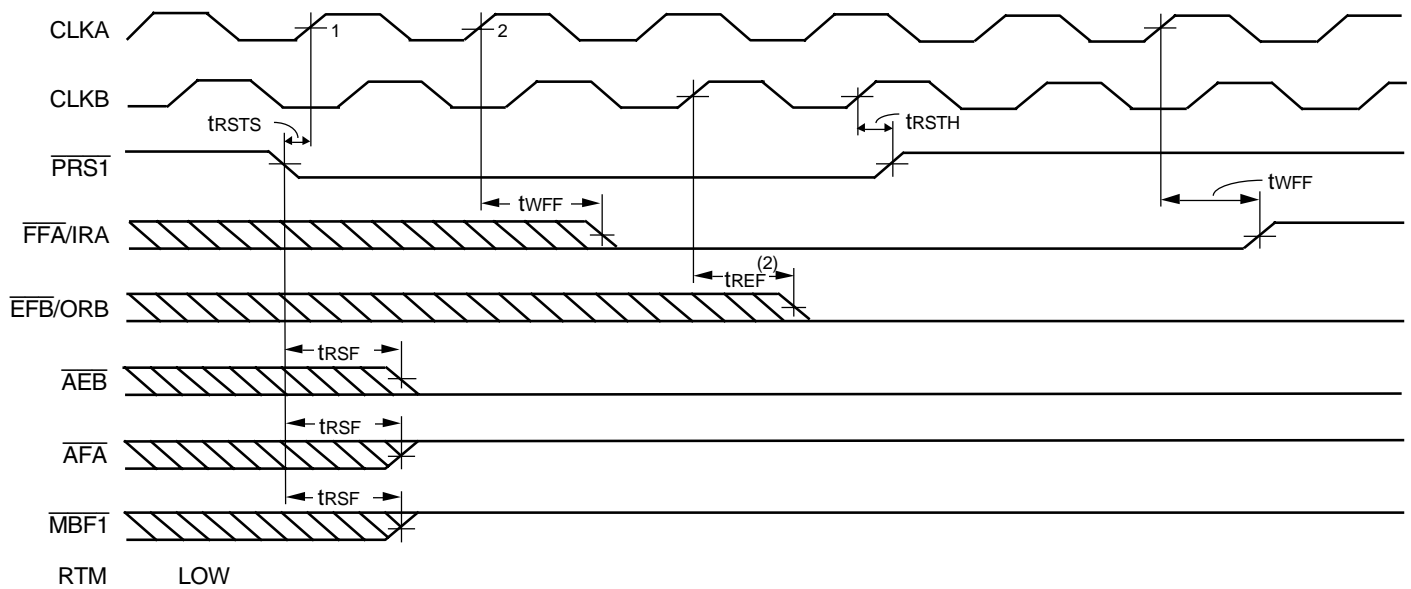 CLKA
1
2
CLKB
tRSTS
tRSTH
PRS1
tWFF
tWFF
FFA/IRA
tREF(2)
EFB/ORB
tRSF
AEB
tRSF
AFA
tRSF
MBF1
RTM LOW